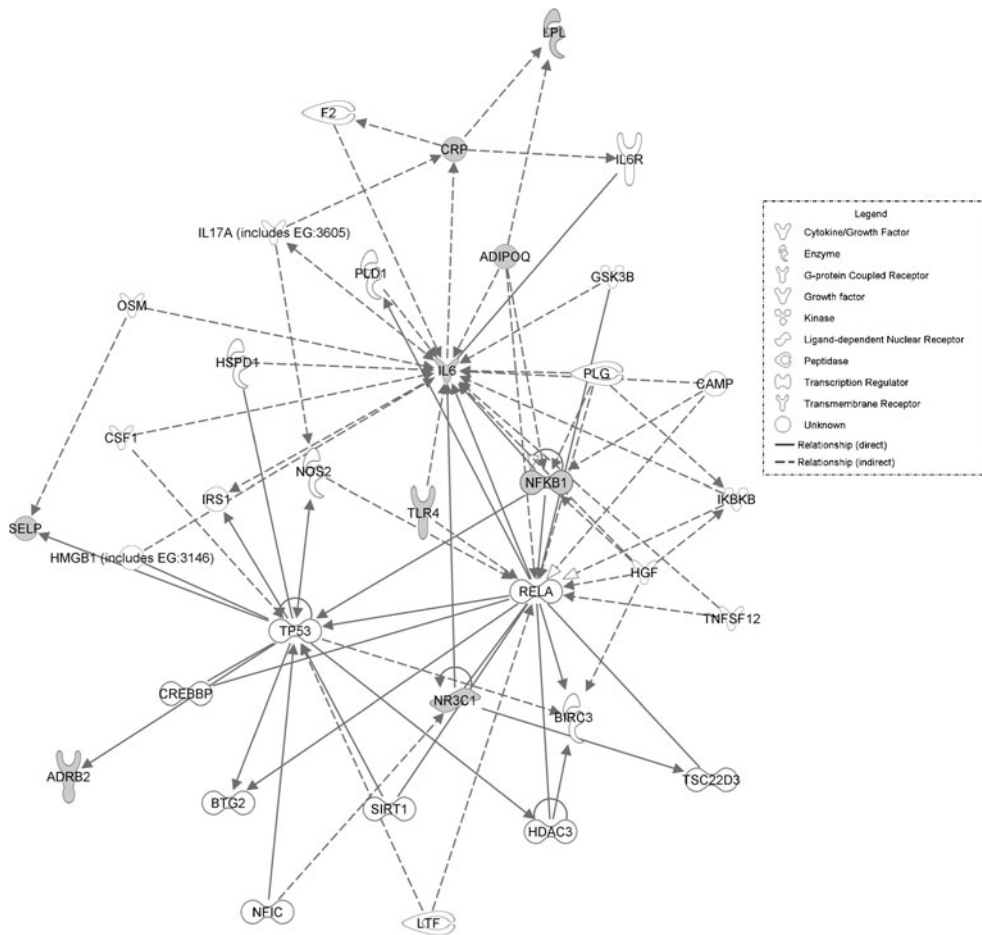 LPL
F2
CRP
IL6R
IL17A (includes EG:3605)
PLD1
ADIPOQ
GSK3B
OSM
HSPD1
IL6
PLG
CAMP
CSF1
NOS2
NFKB1
IRS1
TLR4
IKBKB
SELP
HMGB1 (includes EG:3146)
HGF
RELA
TNFSF12
TP53
CREBBP
NR3C1
BIRC3
ADRB2
TSC22D3
BTG2
SIRT1
HDAC3
NFIC
LTF
Legend
Cytokine/Growth Factor
Enzyme
G-protein Coupled Receptor
Growth factor
Kinase
Ligand-dependent Nuclear Receptor
Peptidase
Transcription Regulator
Transmembrane Receptor
Unknown
Relationship (direct)
Relationship (indirect)